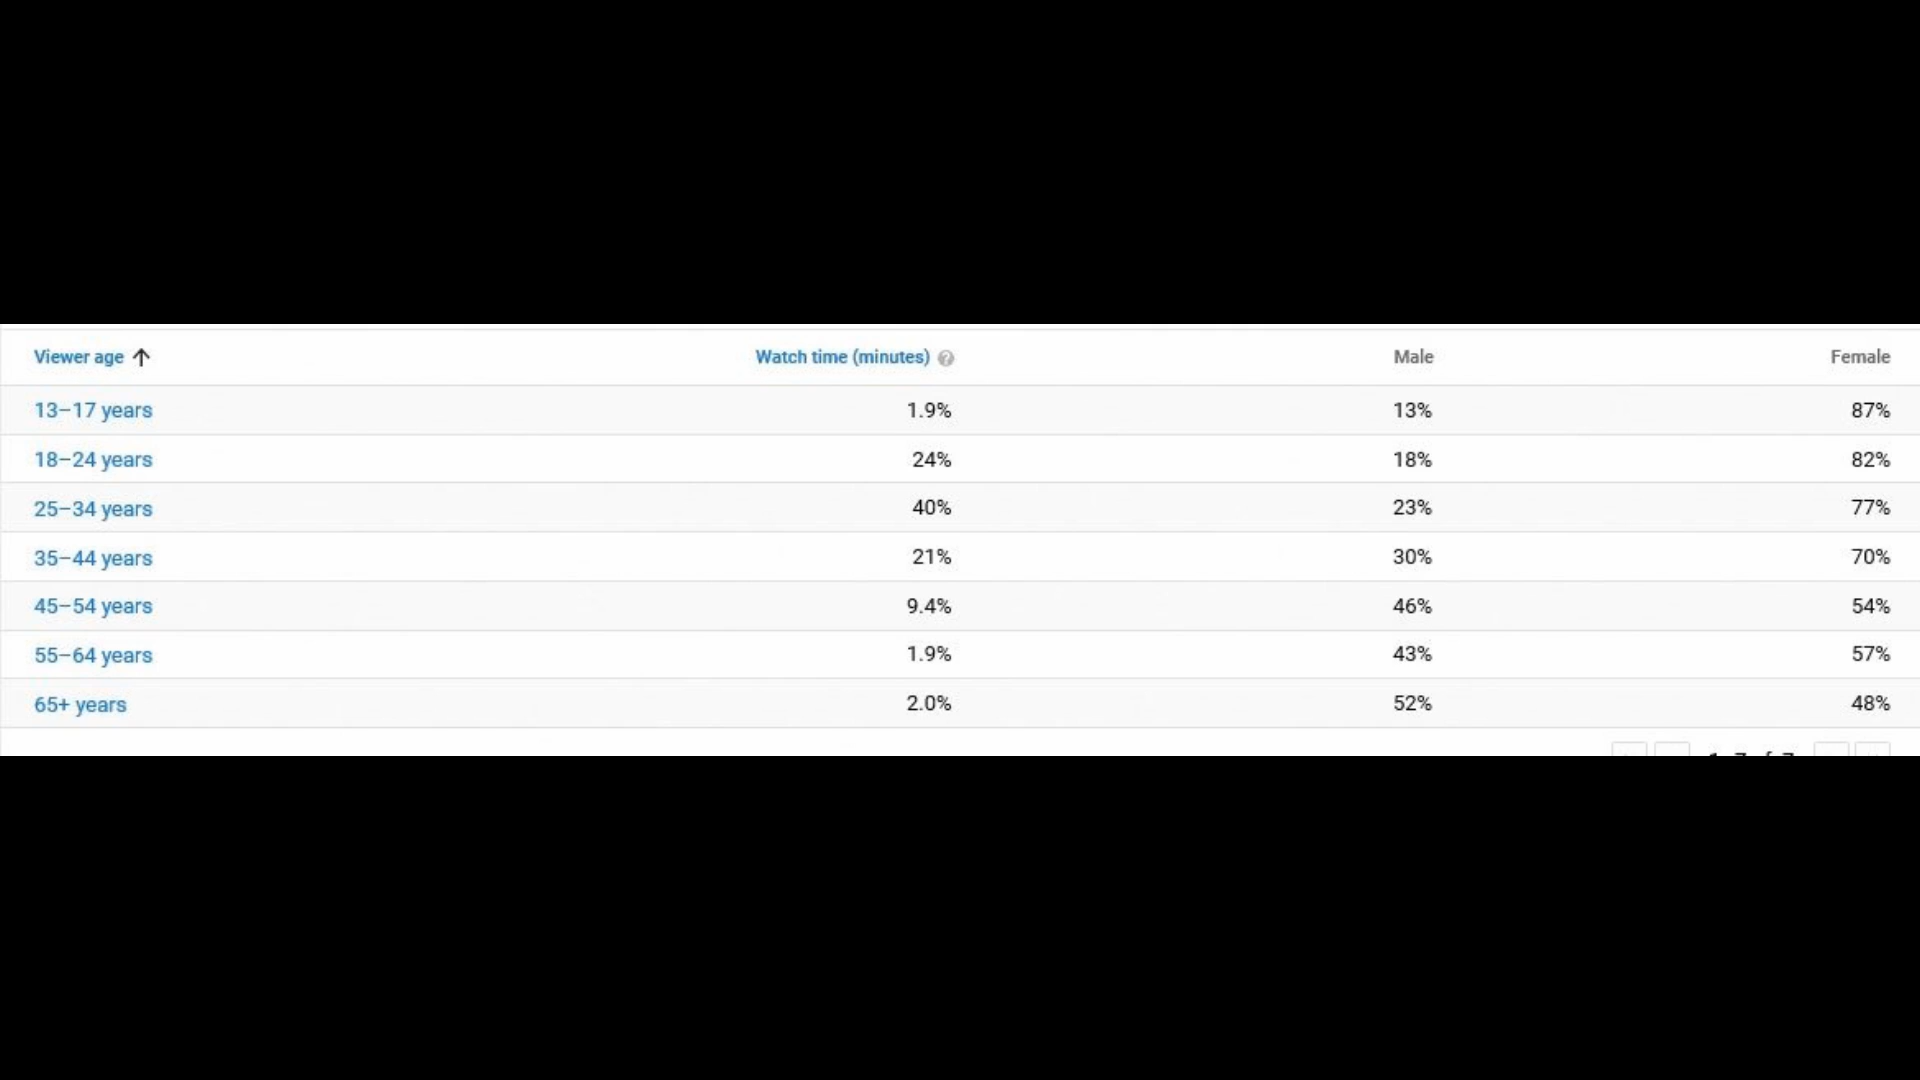 Viewer age ↑ Watch time (minutes) ? Male Female
13–17 years 1.9% 13% 87%
18–24 years 24% 18% 82%
25–34 years 40% 23% 77%
35–44 years 21% 30% 70%
45–54 years 9.4% 46% 54%
55–64 years 1.9% 43% 57%
65+ years 2.0% 52% 48%